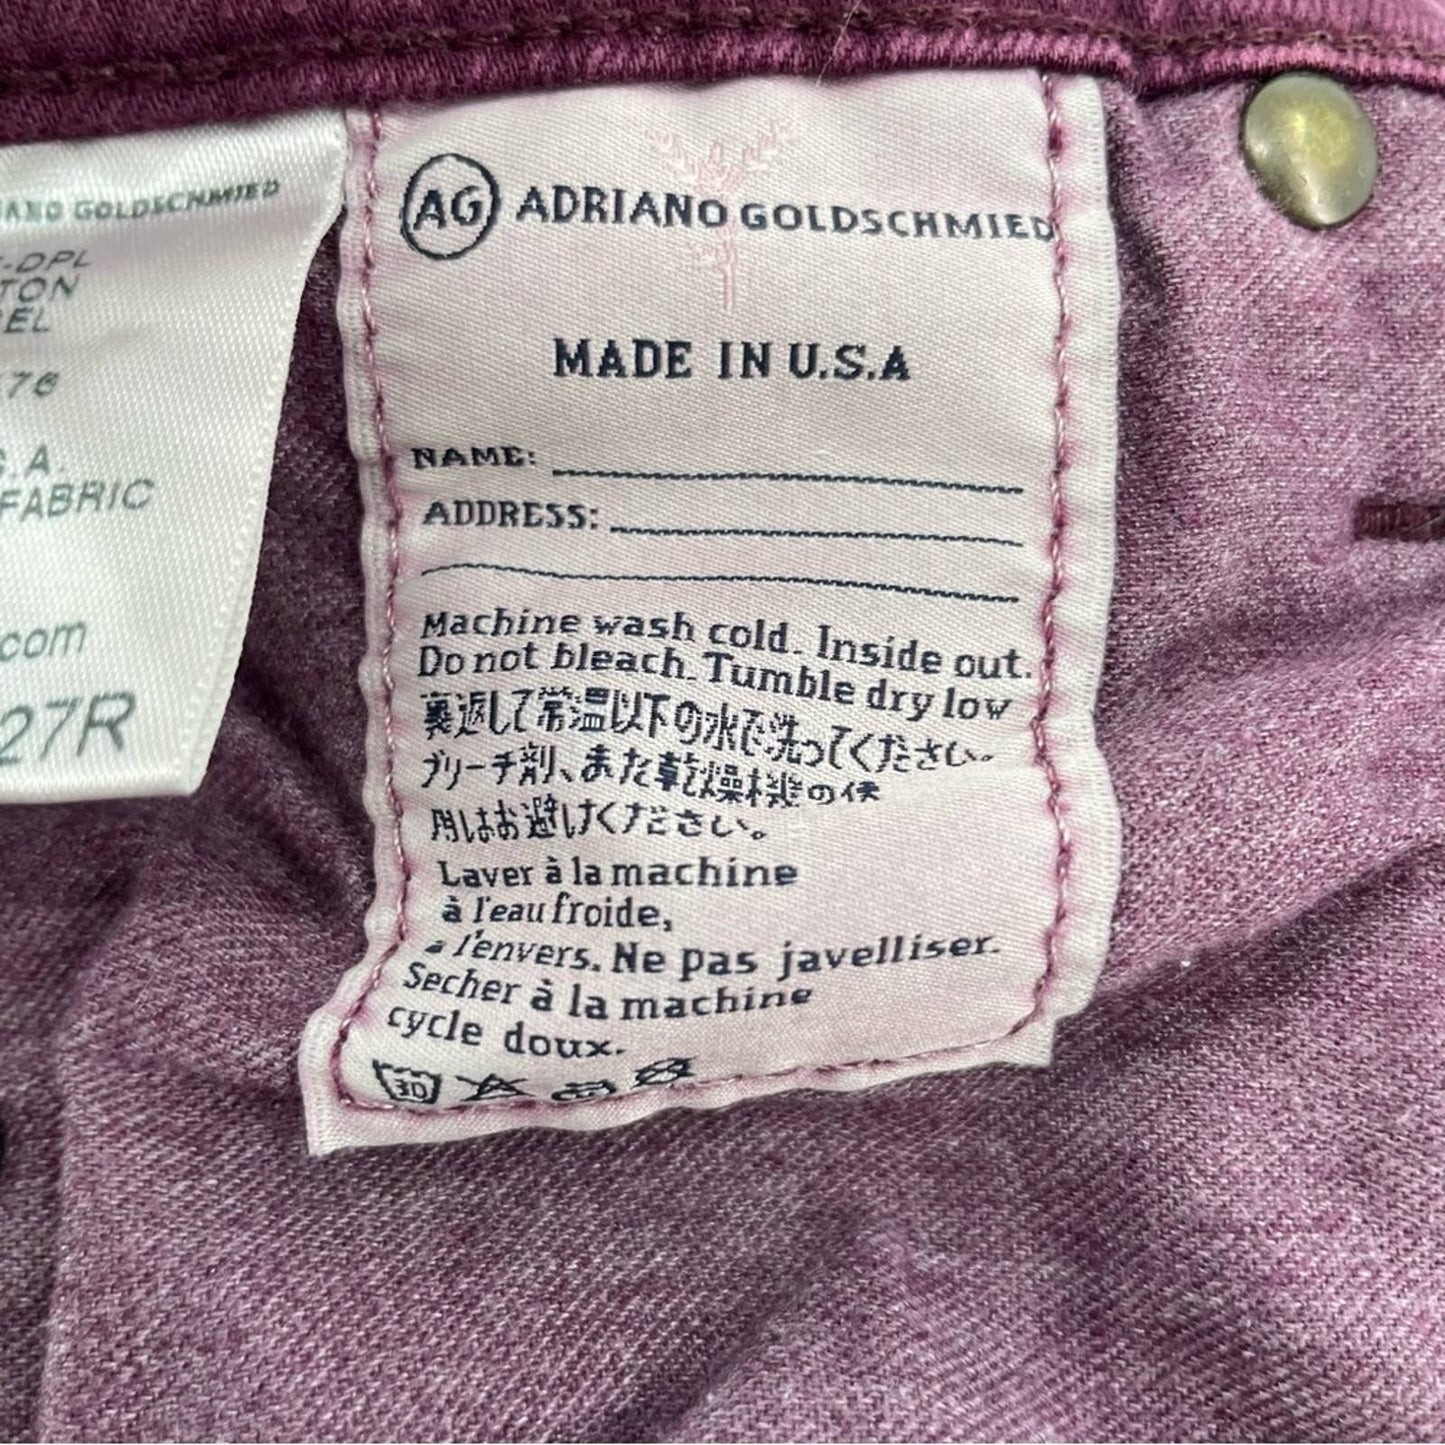 GOLDSCHMIED
-DPL
TON
EL
76
S.A.
FABRIC
.com
27R
AG ADRIANO GOLDSCHMIED
MADE IN U.S.A
NAME:
ADDRESS:
Machine wash cold. Inside out.
Do not bleach. Tumble dry low
裏返して常温以下の水で洗ってください。
ブリーチ剤、また乾燥機の使
用はお避けください。
Laver à la machine
à l'eau froide,
à l'envers. Ne pas javelliser.
Secher à la machine
cycle doux.
30